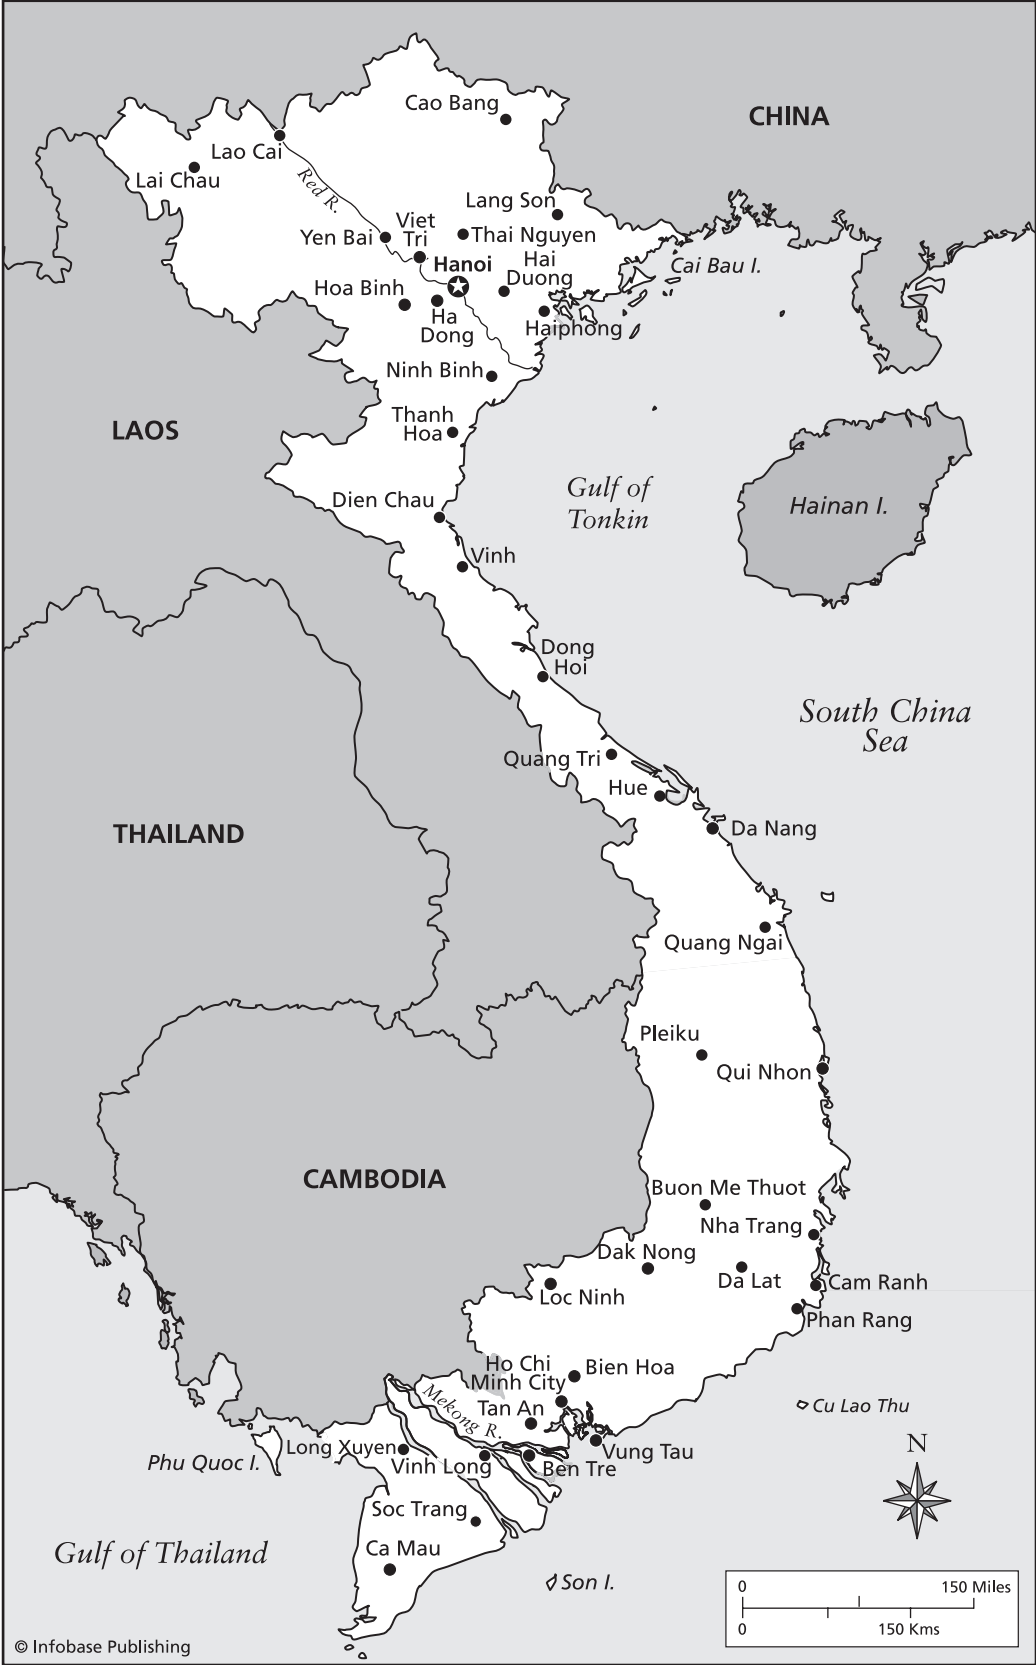 Cao Bang
CHINA
Lao Cai
Lai Chau
Red R.
Lang Son
Viet
Tri
Yen Bai
Thai Nguyen
Hanoi
Hai
Duong
Cai Bau I.
Hoa Binh
Ha
Dong
Haiphong
Ninh Binh
LAOS
Thanh
Hoa
Gulf of
Tonkin
Hainan I.
Dien Chau
Vinh
Dong
Hoi
South China
Sea
Quang Tri
Hue
THAILAND
Da Nang
Quang Ngai
Pleiku
Qui Nhon
CAMBODIA
Buon Me Thuot
Nha Trang
Dak Nong
Da Lat
Cam Ranh
Loc Ninh
Phan Rang
Ho Chi
Minh City
Bien Hoa
Mekong R.
Tan An
Cu Lao Thu
Long Xuyen
Vung Tau
N
Phu Quoc I.
Vinh Long
Ben Tre
Soc Trang
Ca Mau
Gulf of Thailand
Son I.
0 150 Miles
0 150 Kms
© Infobase Publishing